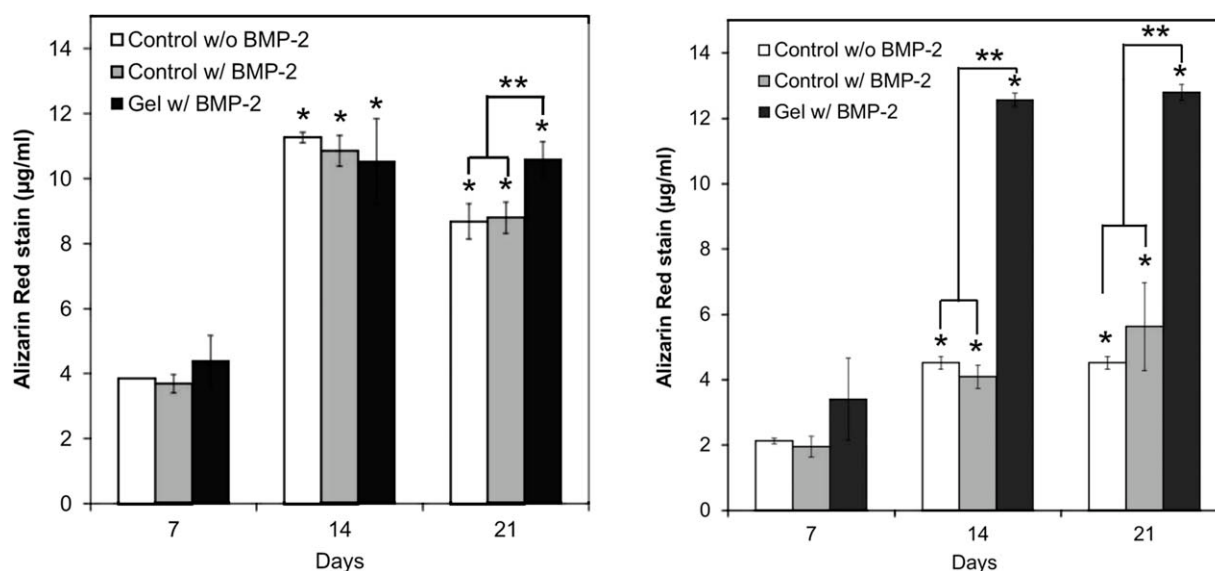 Alizarin Red stain (µg/ml)
14
12
10
8
6
4
2
0
Control w/o BMP-2
Control w/ BMP-2
Gel w/ BMP-2
* * *
**
* * *
7 14 21
Days
Alizarin Red stain (µg/ml)
14
12
10
8
6
4
2
0
Control w/o BMP-2
Control w/ BMP-2
Gel w/ BMP-2
**
*
* *
**
*
* *
7 14 21
Days